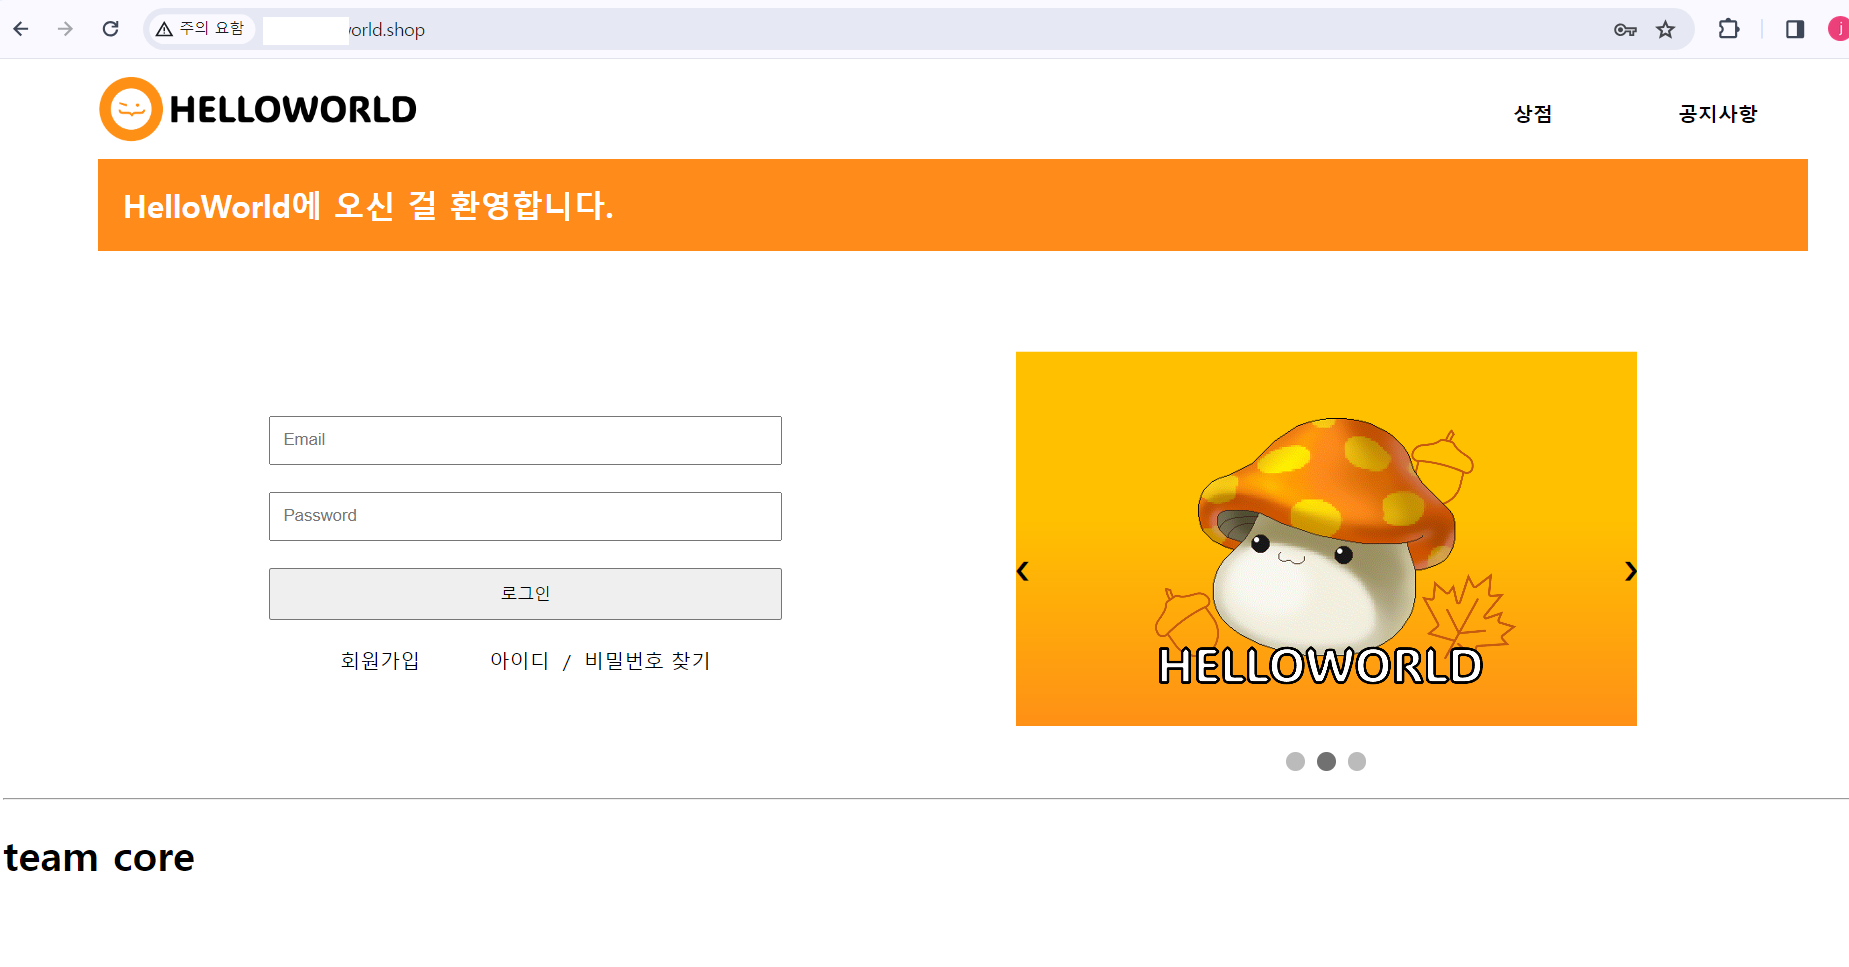 주의 요함 world.shop
j
HELLOWORLD
상점 공지사항
HelloWorld에 오신 걸 환영합니다.
Email
Password
로그인
회원가입 아이디 / 비밀번호 찾기
HELLOWORLD
team core